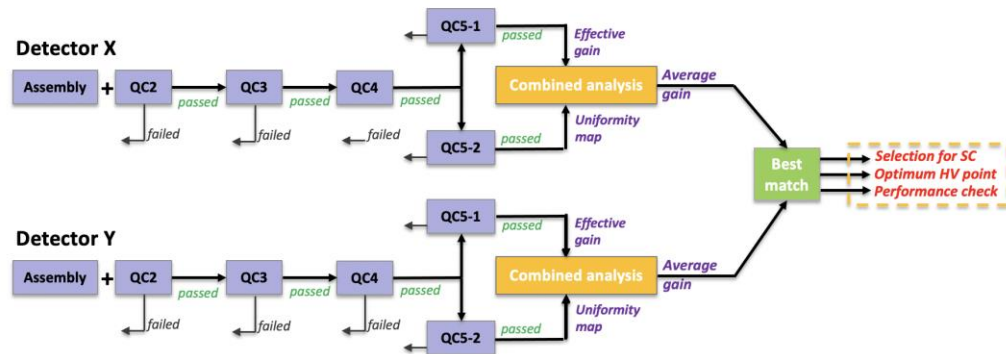 Detector X
Assembly + QC2 passed QC3 passed QC4 passed
failed failed failed
QC5-1 passed Effective
gain
Combined analysis Average
gain
QC5-2 passed Uniformity
map
Detector Y
Assembly + QC2 passed QC3 passed QC4 passed
failed failed failed
QC5-1 passed Effective
gain
Combined analysis Average
gain
QC5-2 passed Uniformity
map
Best
match
Selection for SC
Optimum HV point
Performance check